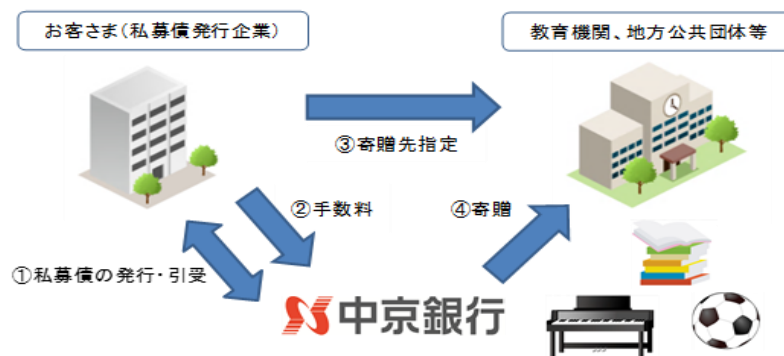 お客さま(私募債発行企業)
教育機関、地方公共団体等
③寄贈先指定
②手数料
④寄贈
①私募債の発行・引受
中京銀行